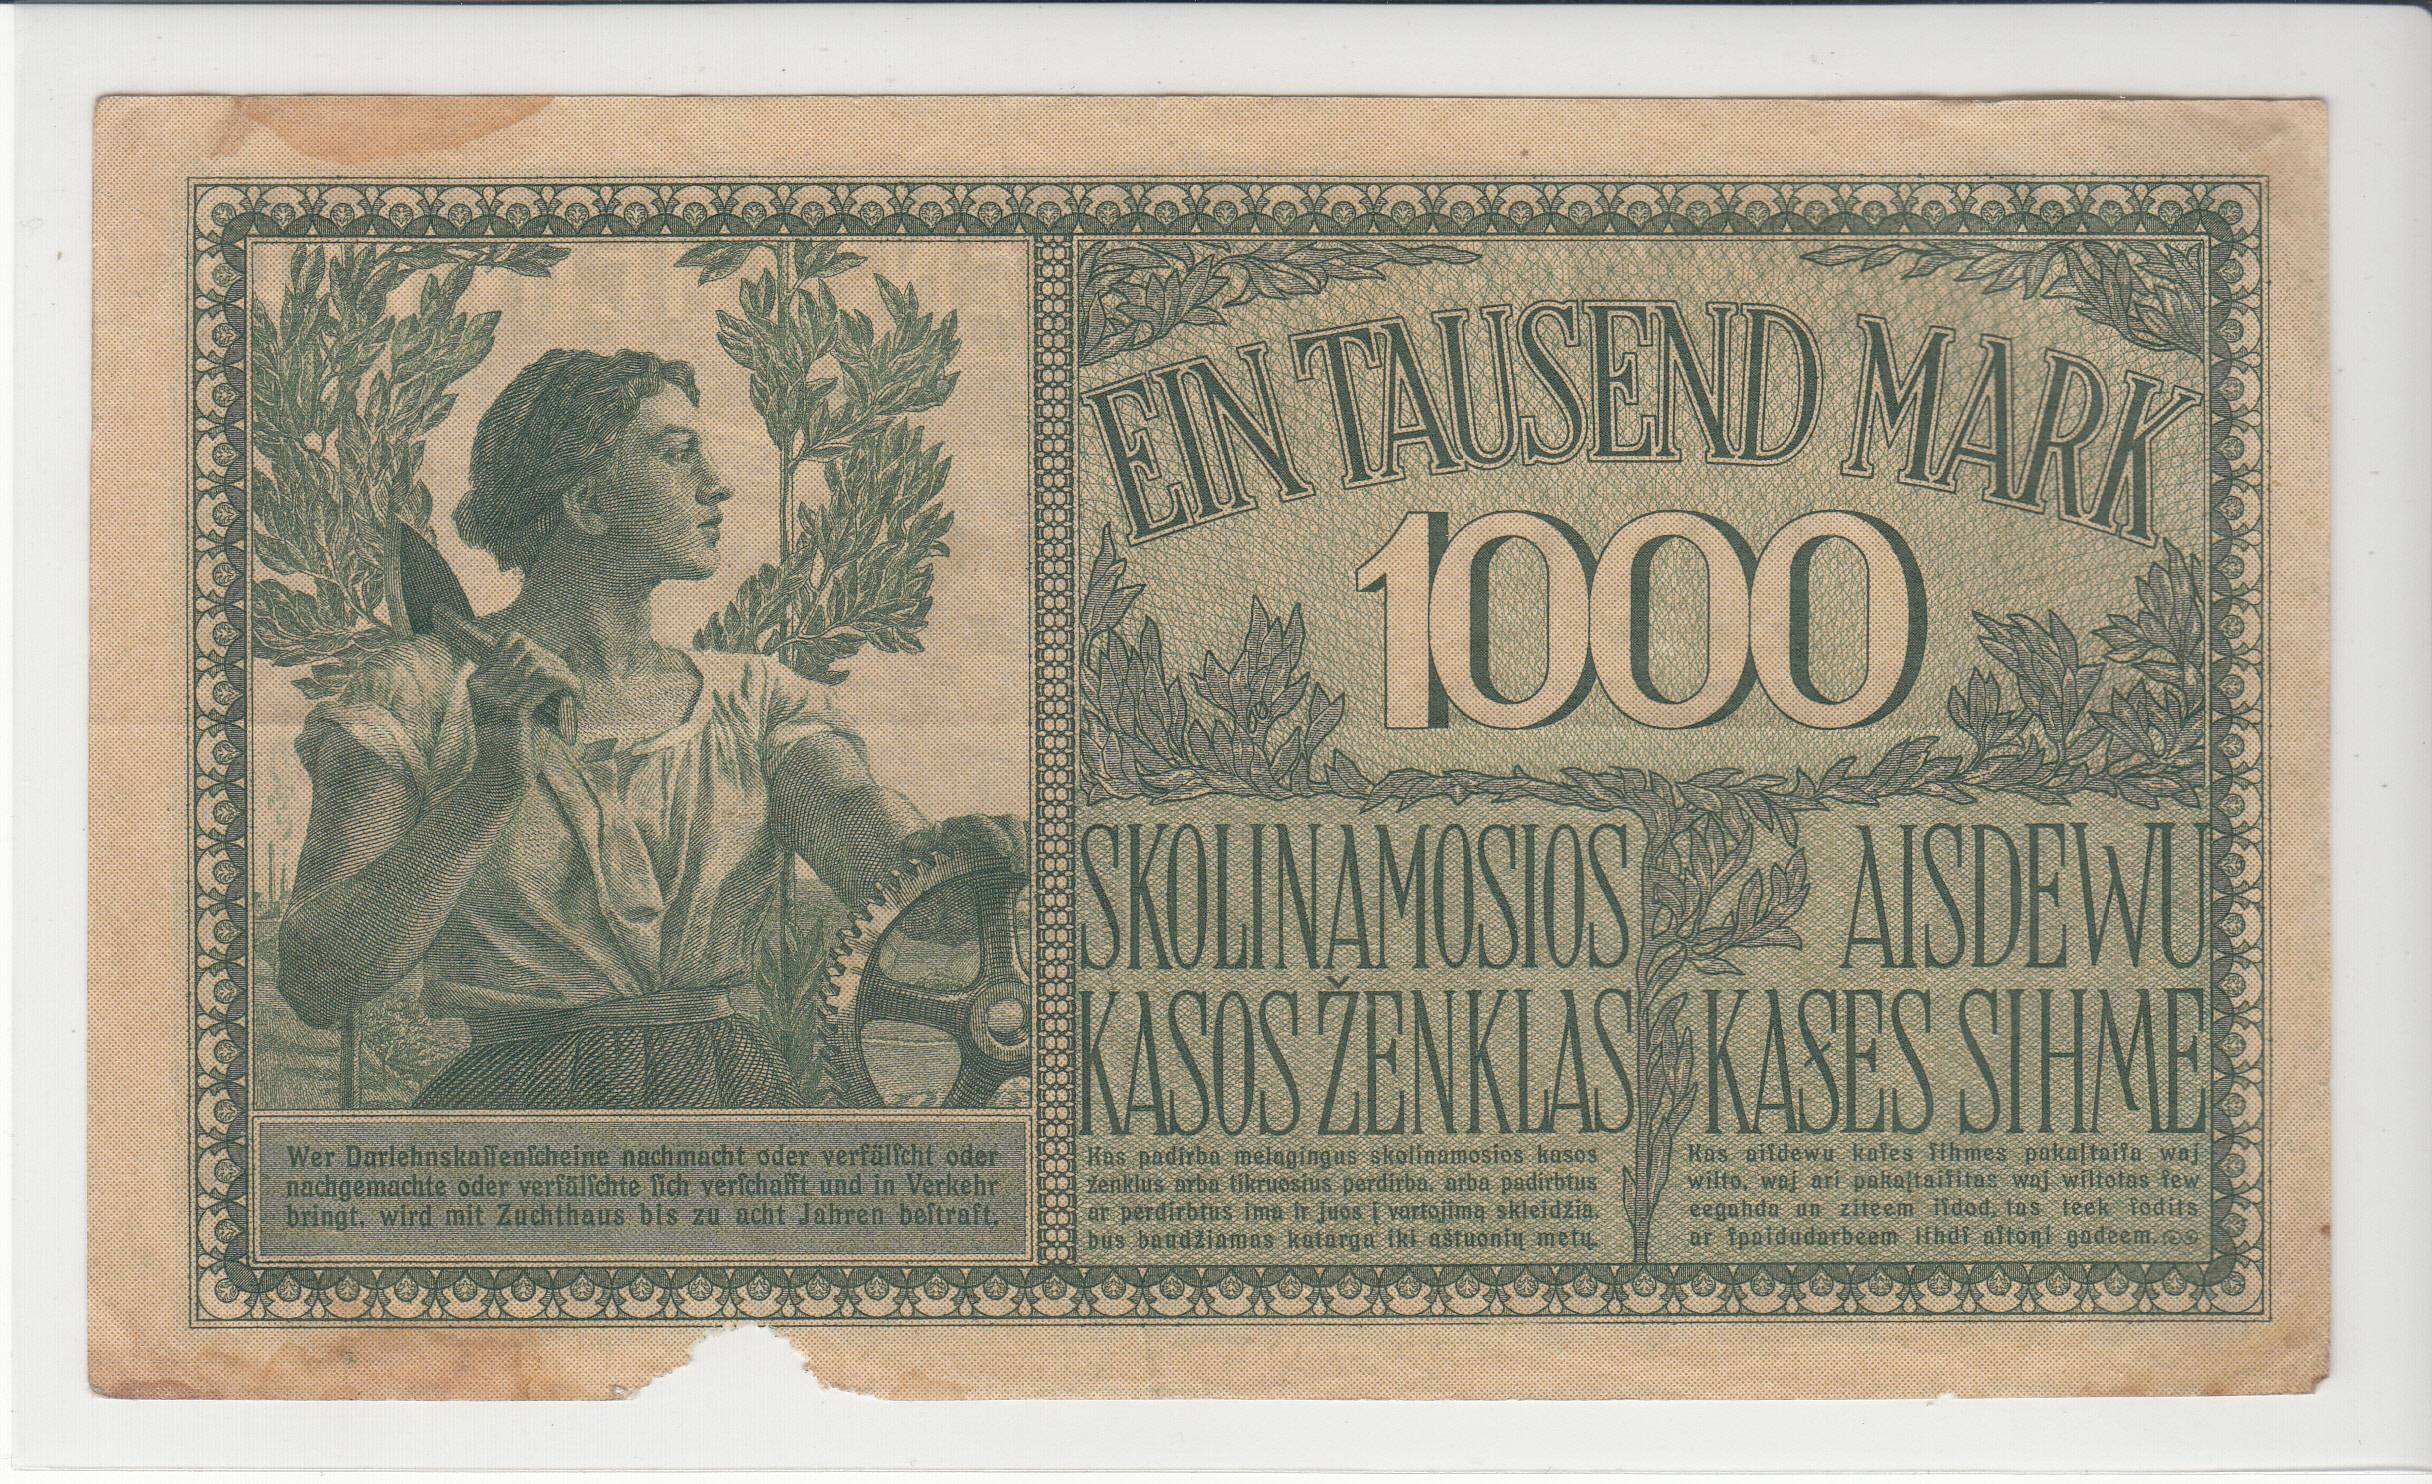 EIN TAUSEND MARK
1000
SKOLINAMOSIOS
KASOS ŽENKLAS
AISDEWU
KAſES SIHME
Wer Darlehnskaſſenſcheine nachmacht oder verfälſcht oder
nachgemachte oder verfälſchte ſich verſchafft und in Verkehr
bringt, wird mit Zuchthaus bis zu acht Jahren beſtraft.
Kas padirba melagingus skolinamosios kasos
ženklus arba tikruosius perdirba, arba padirbtus
ar perdirbtus ima ir juos į vartojimą skleidžia,
bus baudžiamas katarga iki aštuonių metų.
Kas aiſdewu kaſes ſihmes pakaļtaiſa waj
wilto, waj ari pakaļtaiſitas waj wiltotas ſew
eegahda un ziteem iſdod, tas teek ſodits
ar ſpaidudarbeem lihdſ aſtoņi gadeem.